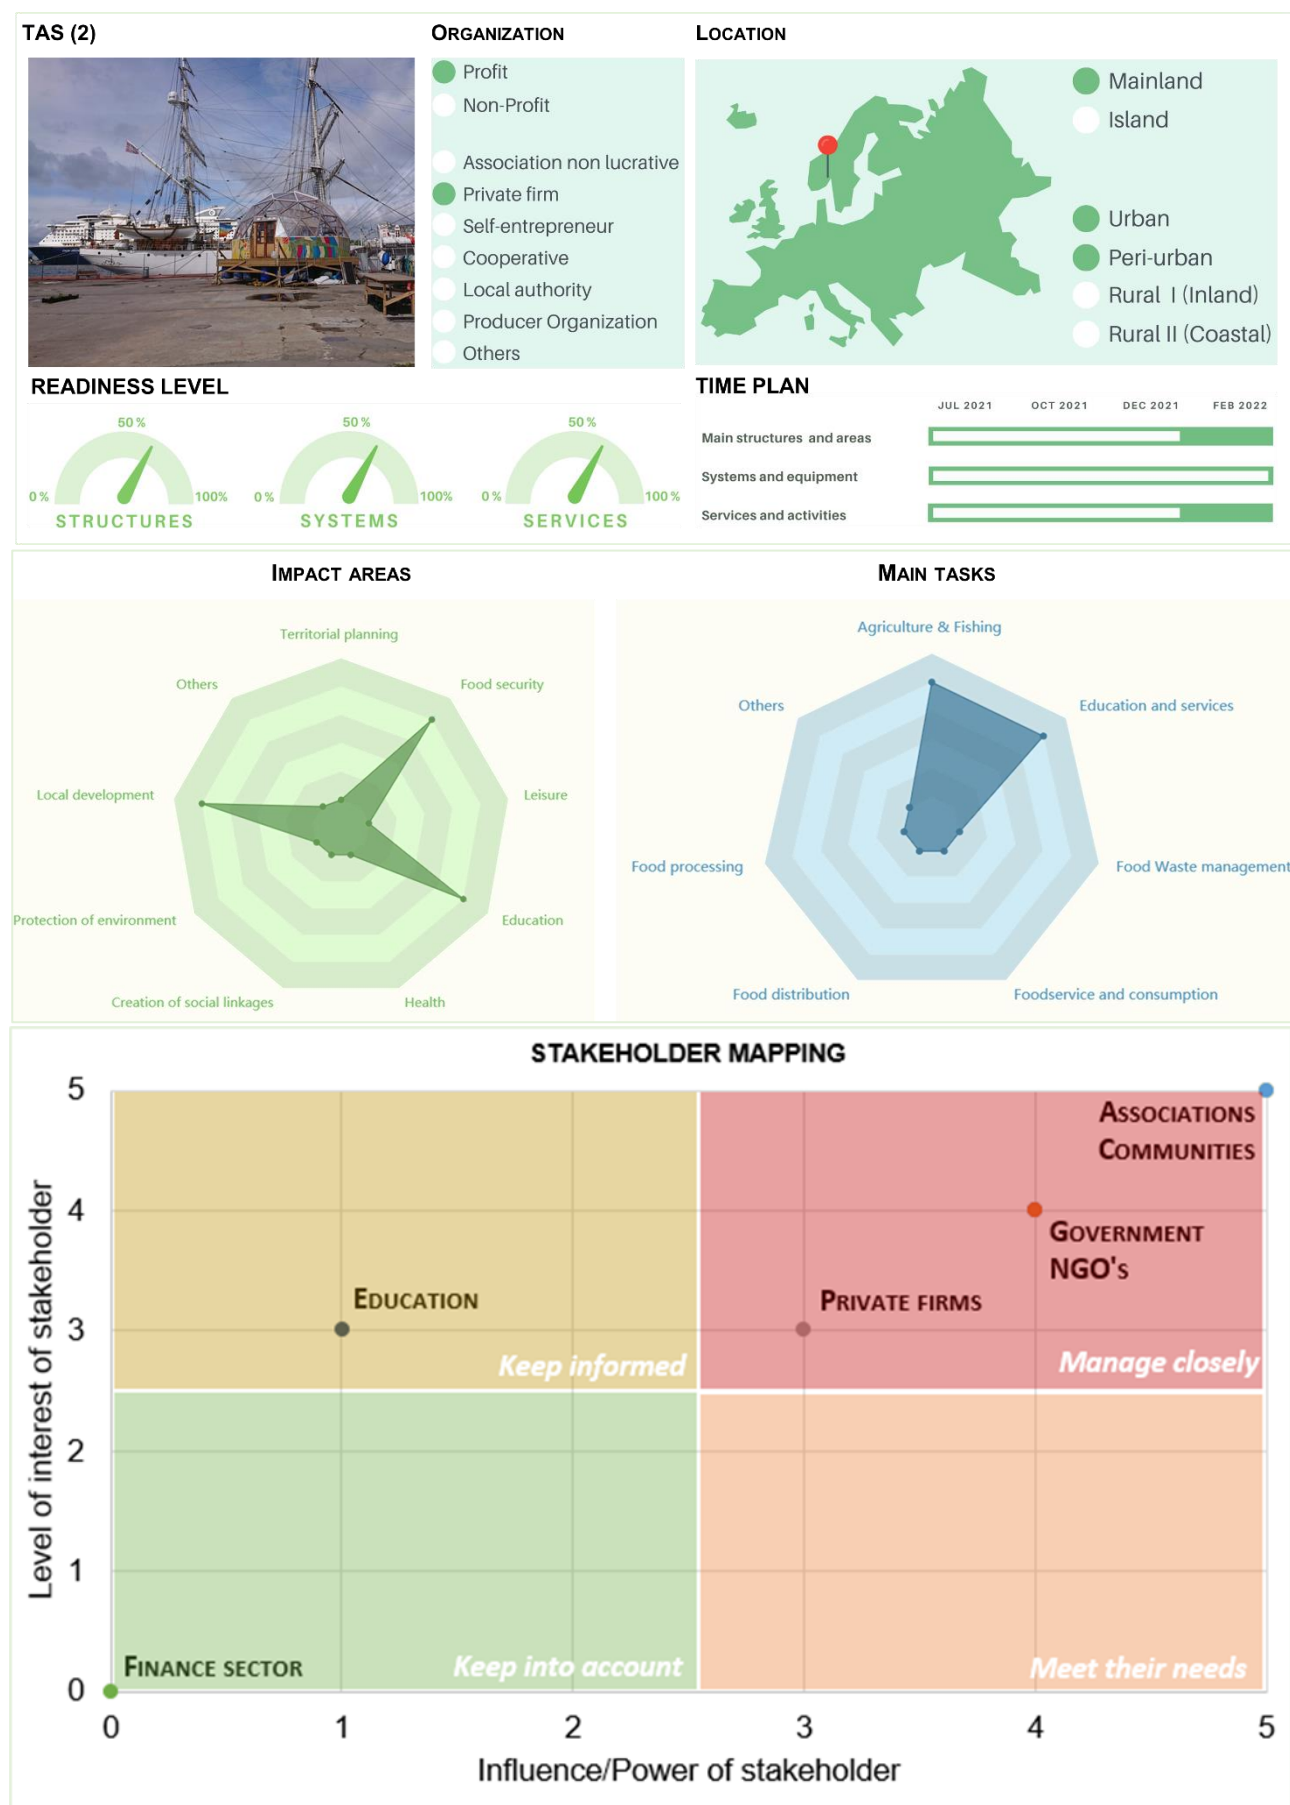 TAS (2)
ORGANIZATION
Profit
Non-Profit
Association non lucrative
Private firm
Self-entrepreneur
Cooperative
Local authority
Producer Organization
Others
LOCATION
Mainland
Island
Urban
Peri-urban
Rural I (Inland)
Rural II (Coastal)
READINESS LEVEL
50 %
0 %
100%
STRUCTURES
50 %
0 %
100%
SYSTEMS
50 %
0 %
100 %
SERVICES
TIME PLAN
JUL 2021 OCT 2021 DEC 2021 FEB 2022
Main structures and areas
Systems and equipment
Services and activities
IMPACT AREAS
Territorial planning
Others
Food security
Local development
Leisure
Protection of environment
Education
Creation of social linkages
Health
MAIN TASKS
Agriculture & Fishing
Others
Education and services
Food processing
Food Waste management
Food distribution
Foodservice and consumption
STAKEHOLDER MAPPING
Level of interest of stakeholder
5
4
3
2
1
0
ASSOCIATIONS
COMMUNITIES
GOVERNMENT
NGO'S
EDUCATION
PRIVATE FIRMS
Keep informed
Manage closely
FINANCE SECTOR
Keep into account
Meet their needs
0 1 2 3 4 5
Influence/Power of stakeholder